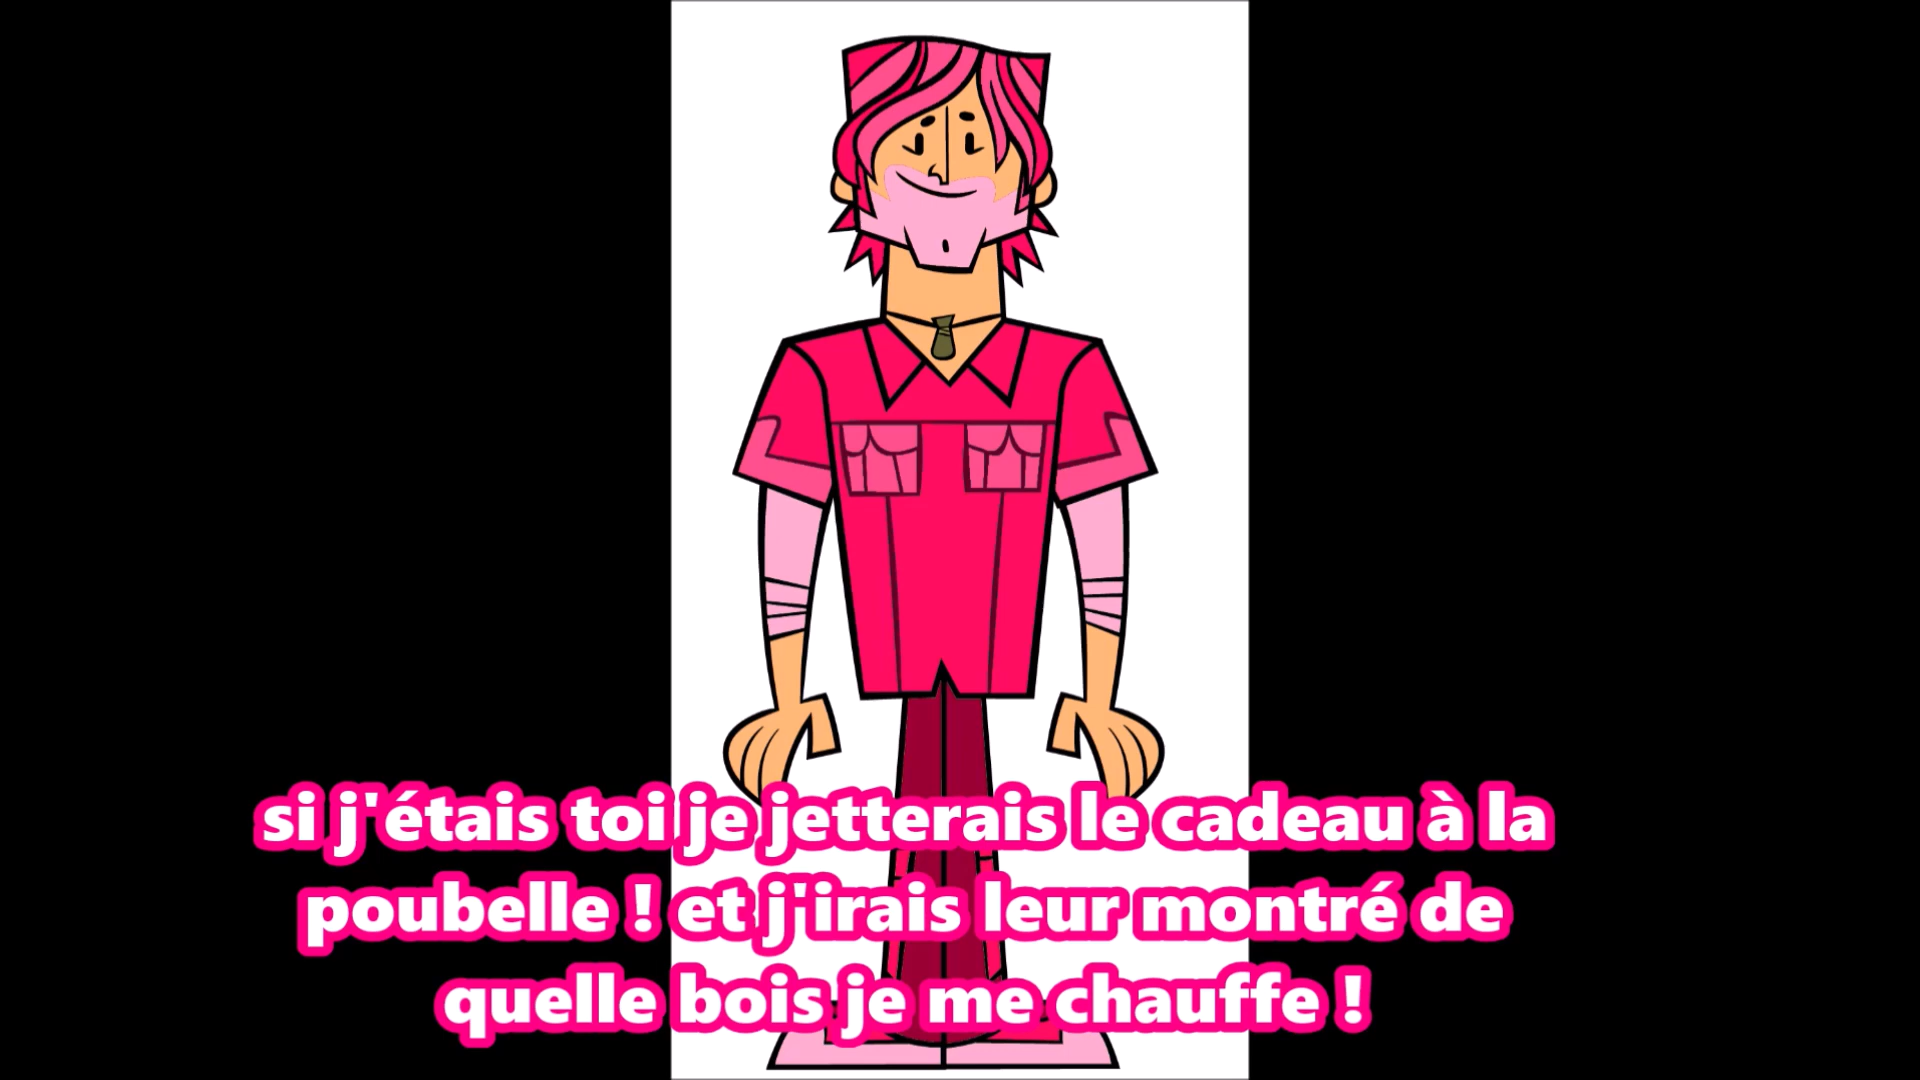 si j'étais toi je jetterais le cadeau à la
poubelle ! et j'irais leur montré de
quelle bois je me chauffe !